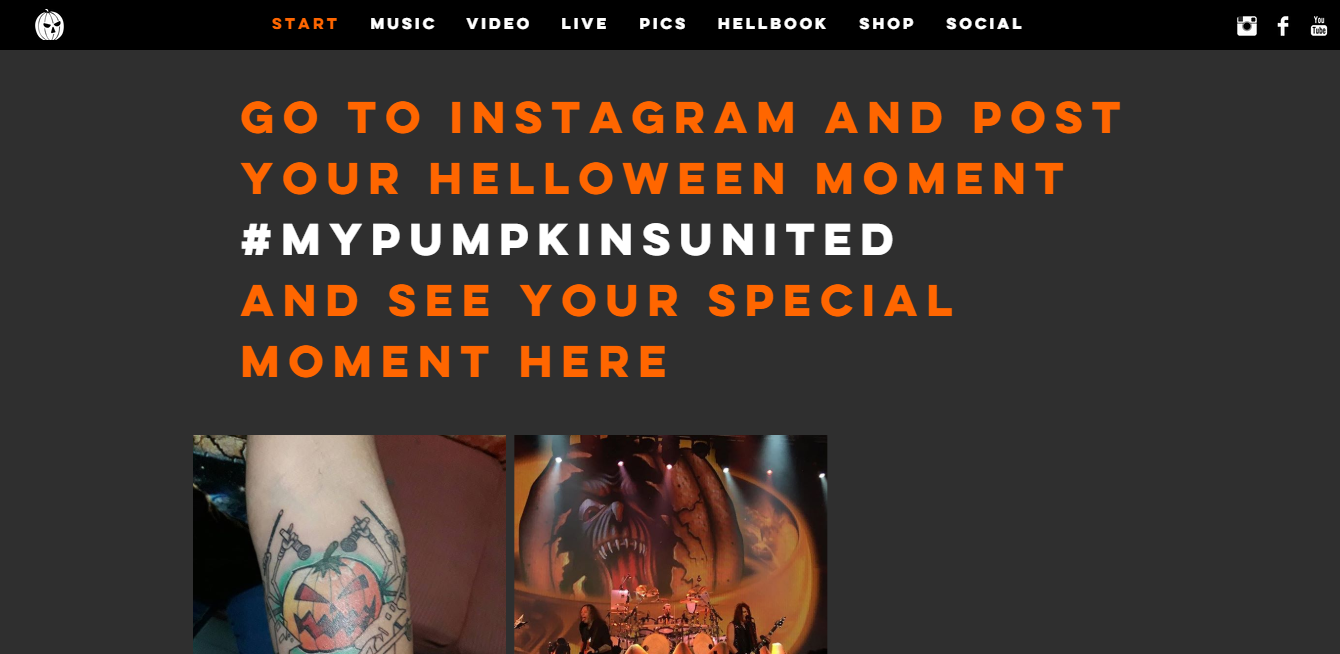 START MUSIC VIDEO LIVE PICS HELLBOOK SHOP SOCIAL You Tube
GO TO INSTAGRAM AND POST
YOUR HELLOWEEN MOMENT
#MYPUMPKINSUNITED
AND SEE YOUR SPECIAL
MOMENT HERE